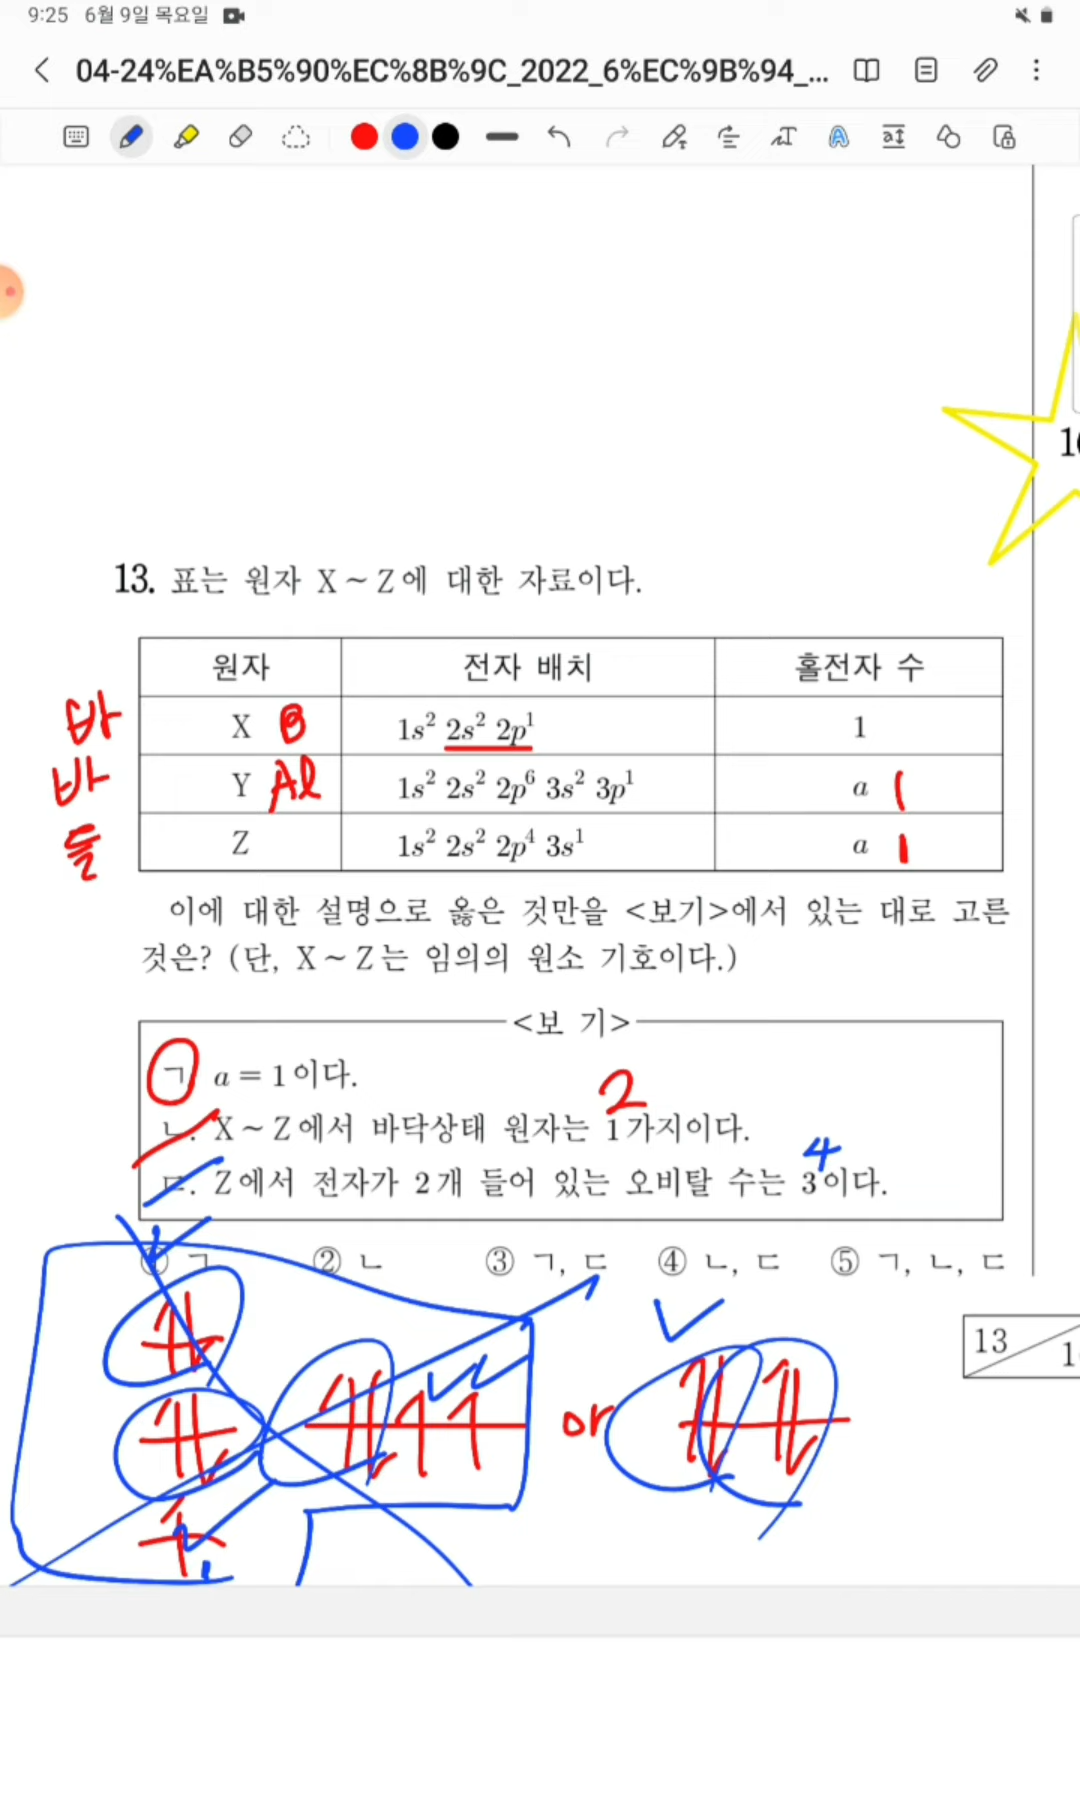 9:25 6월 9일 목요일
04-24%EA%B5%90%EC%8B%9C_2022_6%EC%9B%94_...
13. 표는 원자 X ~ Z에 대한 자료이다.
원자 전자 배치 홀전자 수
바 X B 1s² 2s² 2p¹ 1
바 Y Al 1s² 2s² 2p⁶ 3s² 3p¹ a 1
들 Z 1s² 2s² 2p⁴ 3s¹ a 1
이에 대한 설명으로 옳은 것만을 <보기>에서 있는 대로 고른
것은? (단, X ~ Z는 임의의 원소 기호이다.)
<보 기>
ㄱ a = 1이다.
2
ㄴ. X ~ Z에서 바닥상태 원자는 1가지이다.
4
ㄷ. Z에서 전자가 2개 들어 있는 오비탈 수는 3이다.
① ㄱ ② ㄴ ③ ㄱ, ㄷ ④ ㄴ, ㄷ ⑤ ㄱ, ㄴ, ㄷ
13
or